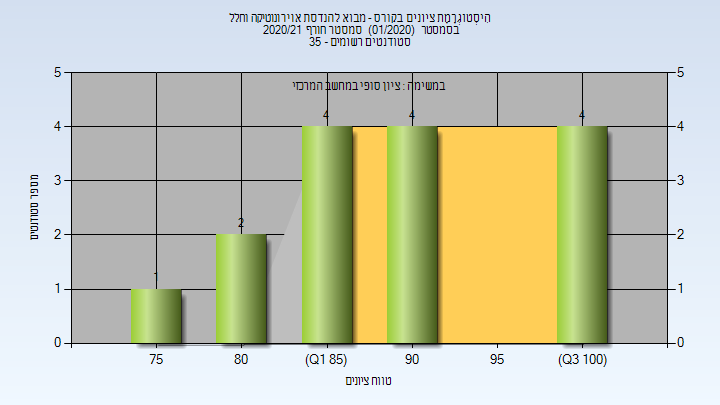 היסטוגרמת ציונים בקורס - מבוא להנדסת אוירונוטיקה וחלל
בסמסטר (01/2020) סמסטר חורף 2020/21
סטודנטים רשומים - 35
במשימה : ציון סופי במחשב המרכזי
מספר סטודנטים
5 5
4 4
3 3
2 2
1 1
0 0
1 2 4 4 4
75 80 (Q1 85) 90 95 (Q3 100)
טווח ציונים